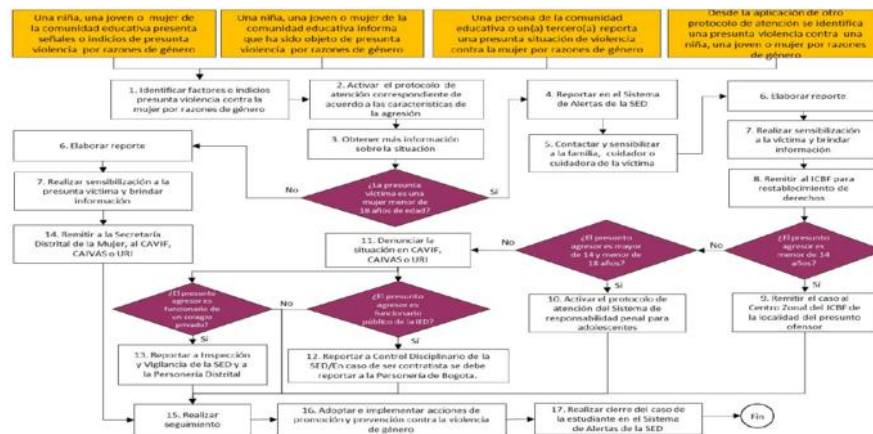 Una niña, una joven o mujer de
la comunidad educativa presenta
señales o indicios de presunta
violencia por razones de género
Una niña, una joven o mujer de la
comunidad educativa informa
que ha sido objeto de presunta
violencia por razones de género
Una persona de la comunidad
educativa o un(a) tercero(a) reporta
una presunta situación de violencia
contra la mujer por razones de género
Desde la aplicación de otro
protocolo de atención se identifica
una presunta violencia contra una
niña, una joven o mujer por razones
de género
1. Identificar factores o indicios
presunta violencia contra la
mujer por razones de género
2. Activar el protocolo de
atención correspondiente de
acuerdo a las características de
la agresión
3. Obtener más información
sobre la situación
4. Reportar en el Sistema
de Alertas de la SED
5. Contactar y sensibilizar
a la familia, cuidador o
cuidadora de la víctima
6. Elaborar reporte
7. Realizar sensibilización
a la víctima y brindar
información
8. Remitir al ICBF para
restablecimiento de
derechos
6. Elaborar reporte
7. Realizar sensibilización a la
presunta víctima y brindar
información
14. Remitir a la Secretaría
Distrital de la Mujer, al CAVIF,
CAIVAS o URI
No
¿La presunta
víctima es una
mujer menor de
18 años de edad?
Sí
11. Denunciar la
situación en CAVIF,
CAIVAS o URI
No
¿El presunto
agresor es mayor
de 14 y menor de
18 años?
No
¿El presunto
agresor es
menor de 14
años?
Sí
Sí
¿El presunto
agresor es
funcionario de
un colegio
privado?
No
¿El presunto
agresor es
funcionario
público de la IED?
10. Activar el protocolo de
atención del Sistema de
responsabilidad penal para
adolescentes
9. Remitir el caso al
Centro Zonal del ICBF de
la localidad del presunto
ofensor
Sí
Sí
13. Reportar a Inspección
y Vigilancia de la SED y a
la Personería Distrital
12. Reportar a Control Disciplinario de la
SED/En caso de ser contratista se debe
reportar a la Personería de Bogota.
15. Realizar
seguimiento
16. Adoptar e implementar acciones de
promoción y prevención contra la violencia
de género
17. Realizar cierre del caso de
la estudiante en el Sistema
de Alertas de la SED
Fin